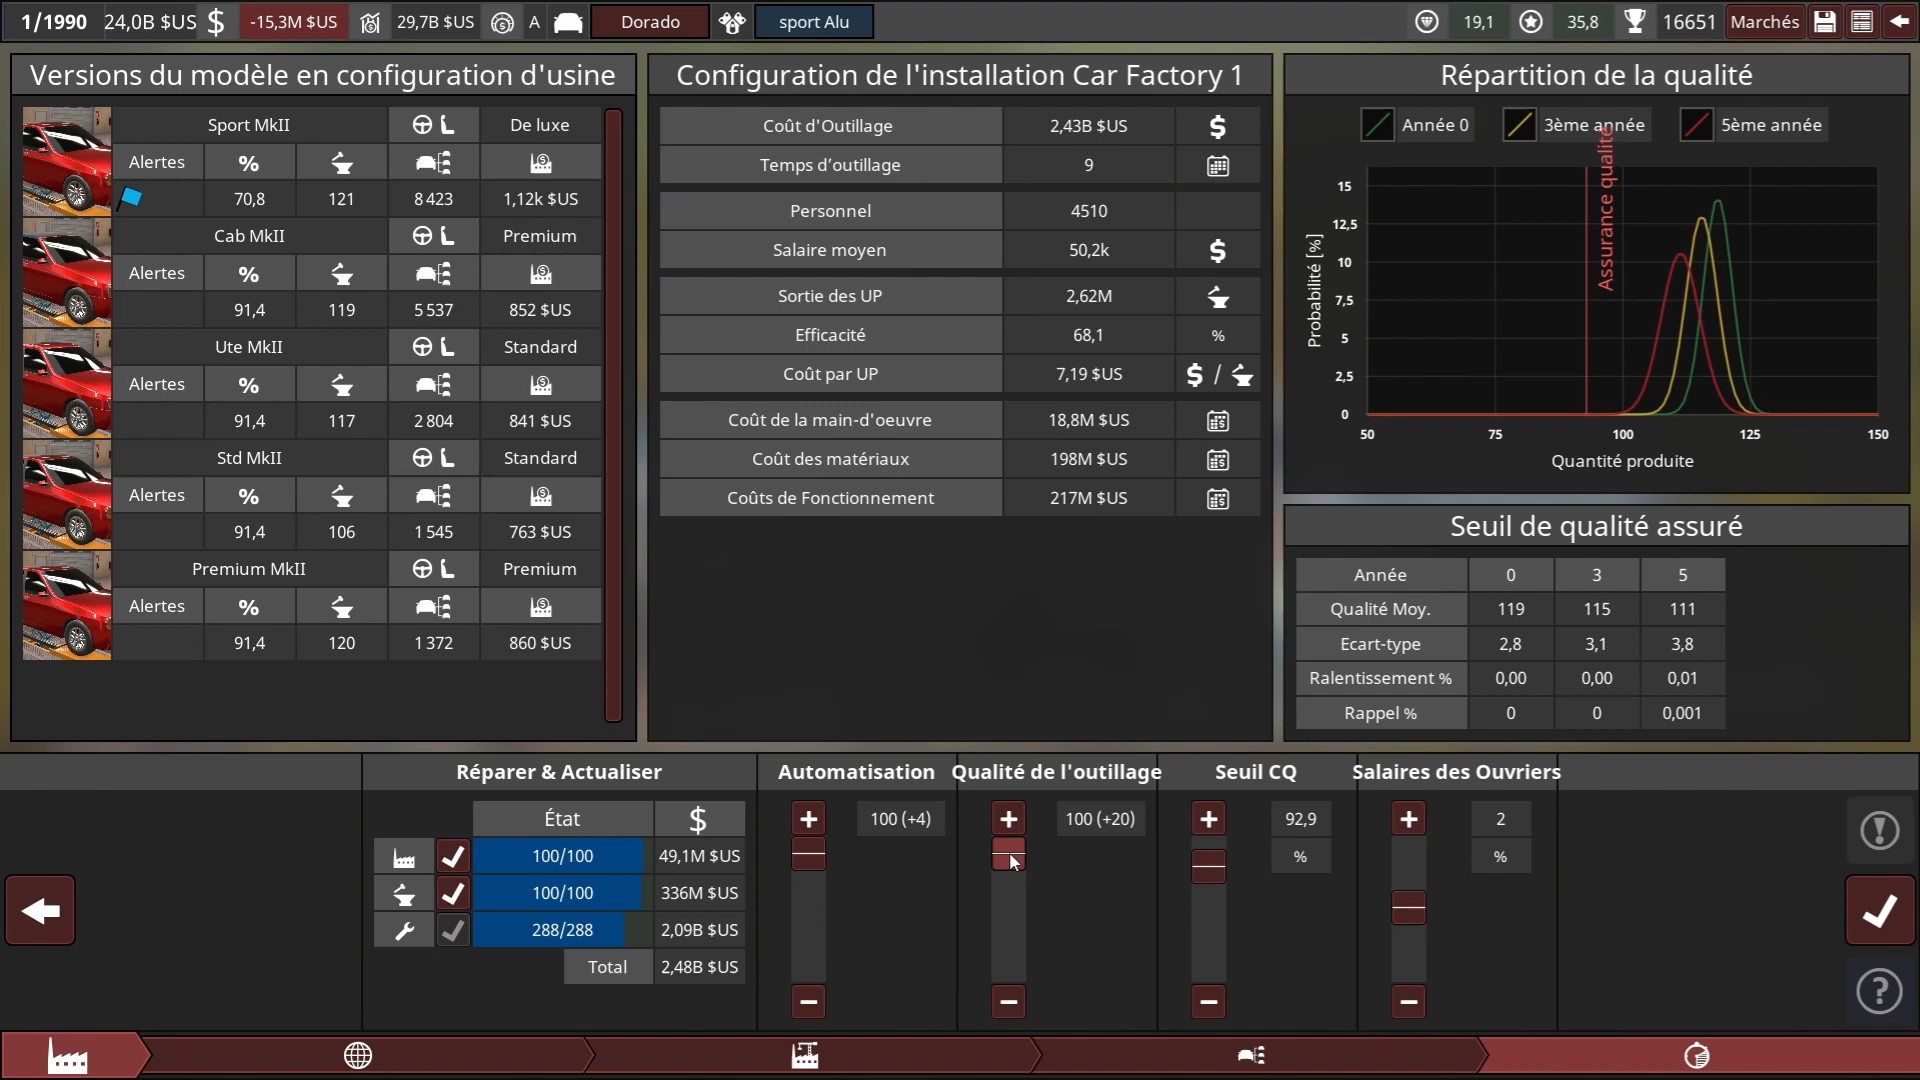 1/1990 24,0B $US $ -15,3M $US 29,7B $US A Dorado sport Alu 19,1 35,8 16651 Marchés
Versions du modèle en configuration d'usine
Sport MkII De luxe
Alertes %
70,8 121 8 423 1,12k $US
Cab MkII Premium
Alertes %
91,4 119 5 537 852 $US
Ute MkII Standard
Alertes %
91,4 117 2 804 841 $US
Std MkII Standard
Alertes %
91,4 106 1 545 763 $US
Premium MkII Premium
Alertes %
91,4 120 1 372 860 $US
Configuration de l'installation Car Factory 1
Coût d'Outillage 2,43B $US $
Temps d'outillage 9
Personnel 4510
Salaire moyen 50,2k $
Sortie des UP 2,62M
Efficacité 68,1 %
Coût par UP 7,19 $US $ /
Coût de la main-d'oeuvre 18,8M $US
Coût des matériaux 198M $US
Coûts de Fonctionnement 217M $US
Répartition de la qualité
Année 0 3ème année 5ème année
Assurance qualité
Probabilité [%]
15
12,5
10
7,5
5
2,5
0
50 75 100 125 150
Quantité produite
Seuil de qualité assuré
Année 0 3 5
Qualité Moy. 119 115 111
Ecart-type 2,8 3,1 3,8
Ralentissement % 0,00 0,00 0,01
Rappel % 0 0 0,001
Réparer & Actualiser
État $
100/100 49,1M $US
100/100 336M $US
288/288 2,09B $US
Total 2,48B $US
Automatisation
+ 100 (+4)
−
Qualité de l'outillage
+ 100 (+20)
−
Seuil CQ
+ 92,9
%
−
Salaires des Ouvriers
+ 2
%
−
?